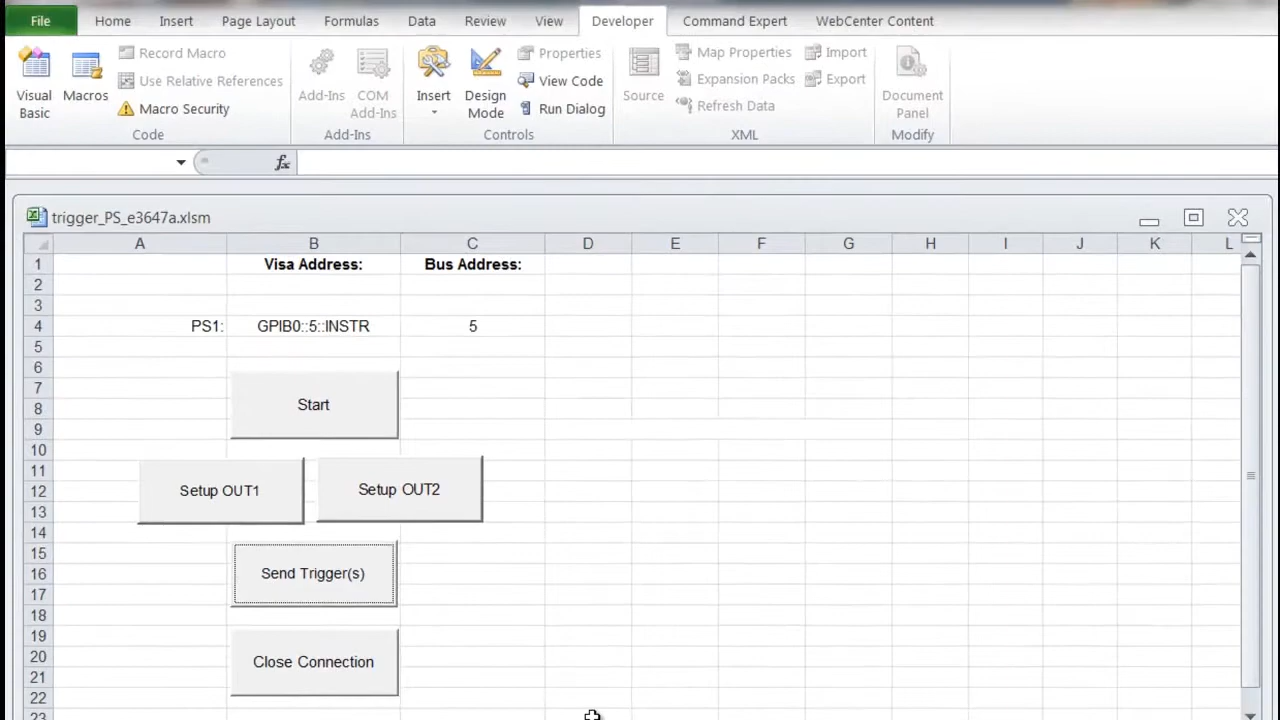 File Home Insert Page Layout Formulas Data Review View Developer Command Expert WebCenter Content
Visual Basic
Macros
Record Macro
Use Relative References
Macro Security
Code
Add-Ins
COM Add-Ins
Add-Ins
Insert
Design Mode
Properties
View Code
Run Dialog
Controls
Source
Map Properties
Expansion Packs
Refresh Data
Import
Export
XML
Document Panel
Modify
fx
trigger_PS_e3647a.xlsm
A B C D E F G H I J K L
1 Visa Address: Bus Address:
2
3
4 PS1: GPIB0::5::INSTR 5
5
6
7
8 Start
9
10
11
12 Setup OUT1 Setup OUT2
13
14
15
16 Send Trigger(s)
17
18
19
20 Close Connection
21
22
23